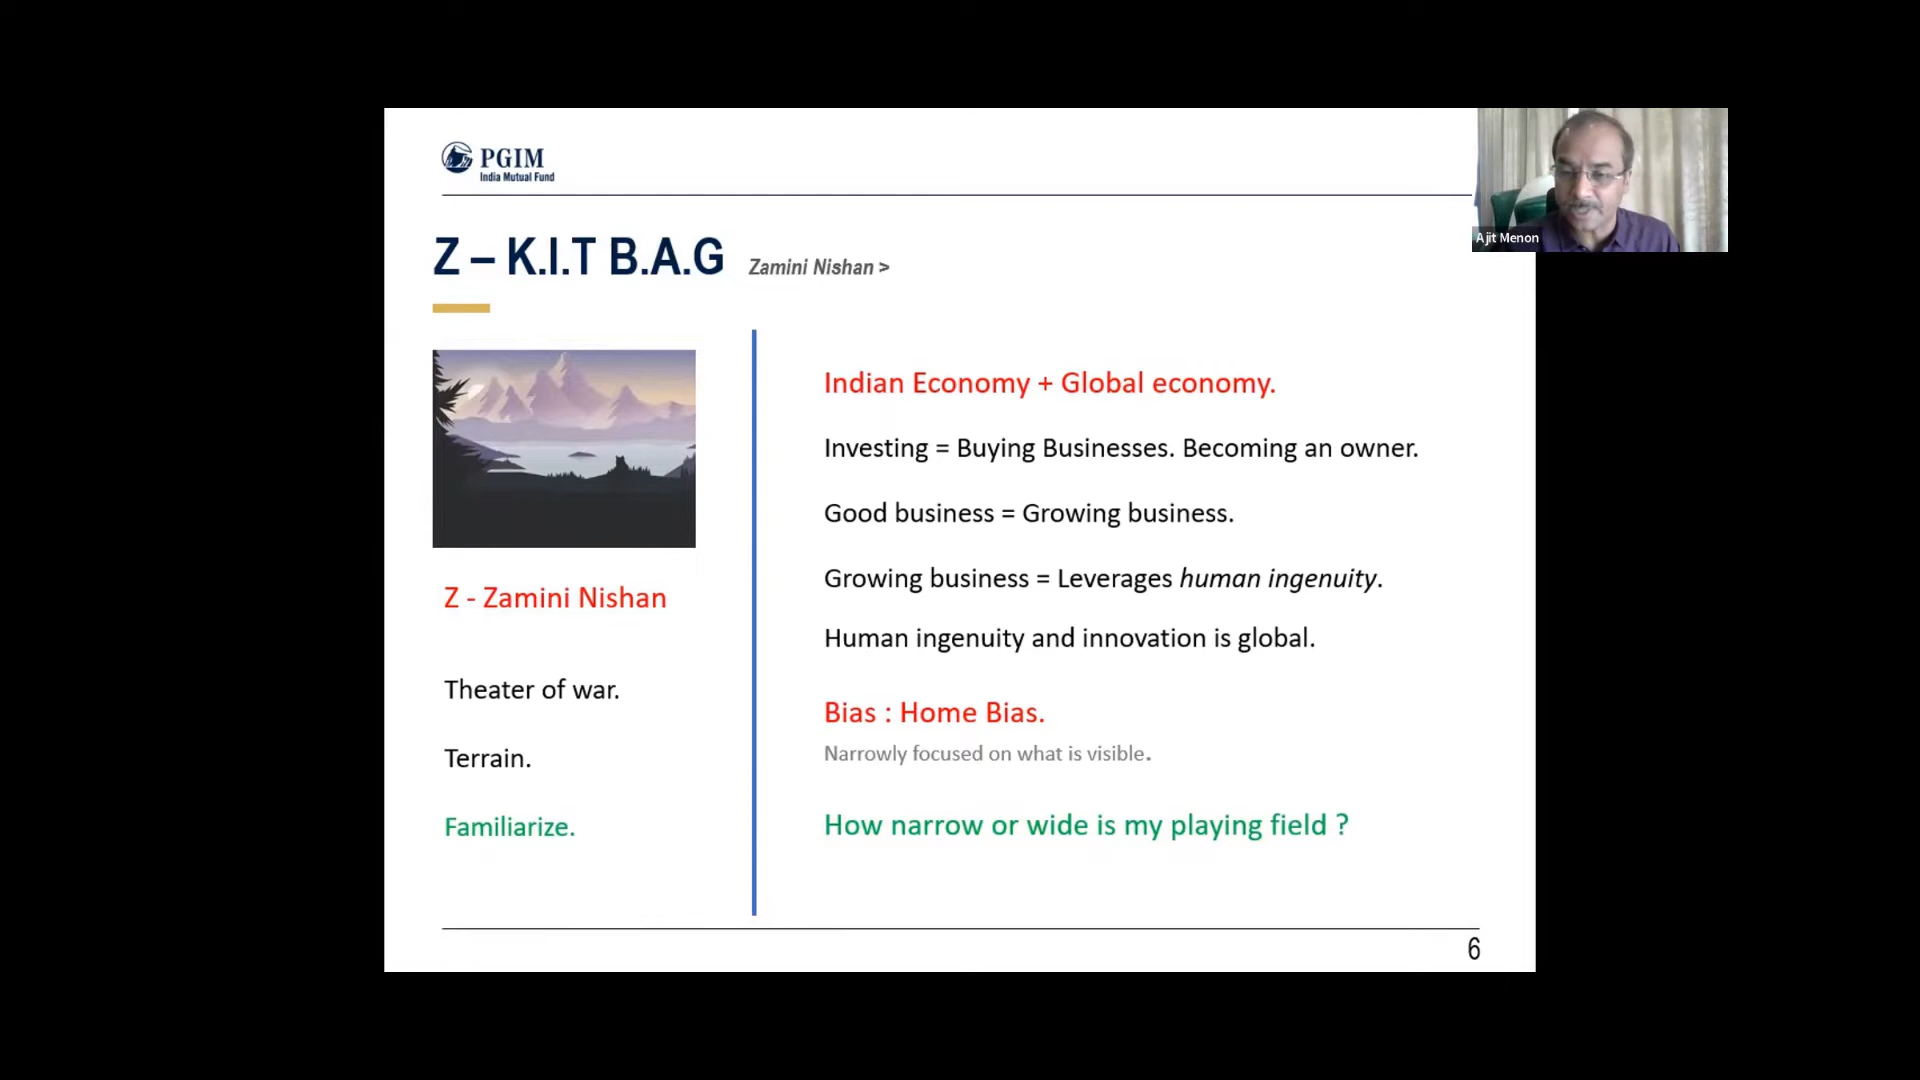 PGIM
India Mutual Fund
Ajit Menon
Z – K.I.T B.A.G Zamini Nishan >
Z - Zamini Nishan
Theater of war.
Terrain.
Familiarize.
Indian Economy + Global economy.
Investing = Buying Businesses. Becoming an owner.
Good business = Growing business.
Growing business = Leverages human ingenuity.
Human ingenuity and innovation is global.
Bias : Home Bias.
Narrowly focused on what is visible.
How narrow or wide is my playing field ?
6